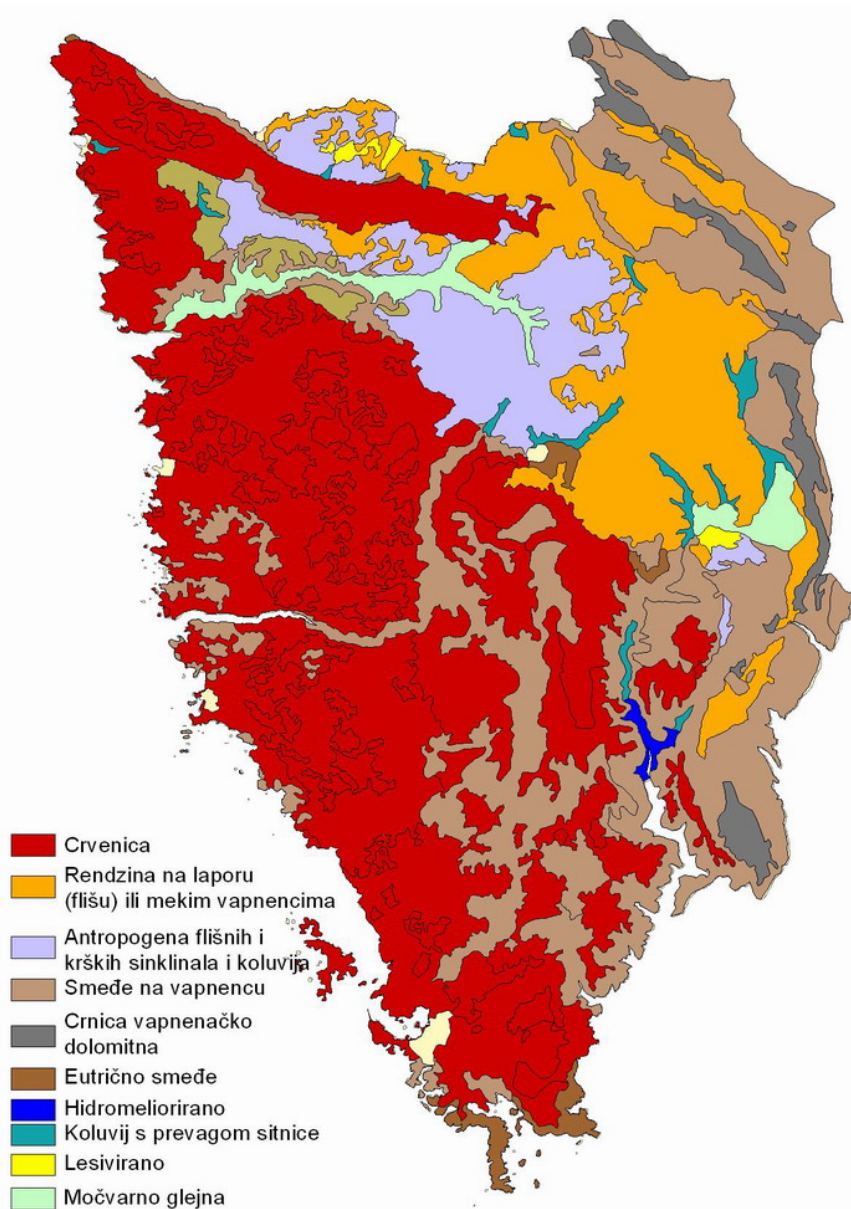 Crvenica
Rendzina na laporu
(flišu) ili mekim vapnencima
Antropogena flišnih i
krških sinklinala i koluvija
Smeđe na vapnencu
Crnica vapnenačko
dolomitna
Eutrično smeđe
Hidromeliorirano
Koluvij s prevagom sitnice
Lesivirano
Močvarno glejna